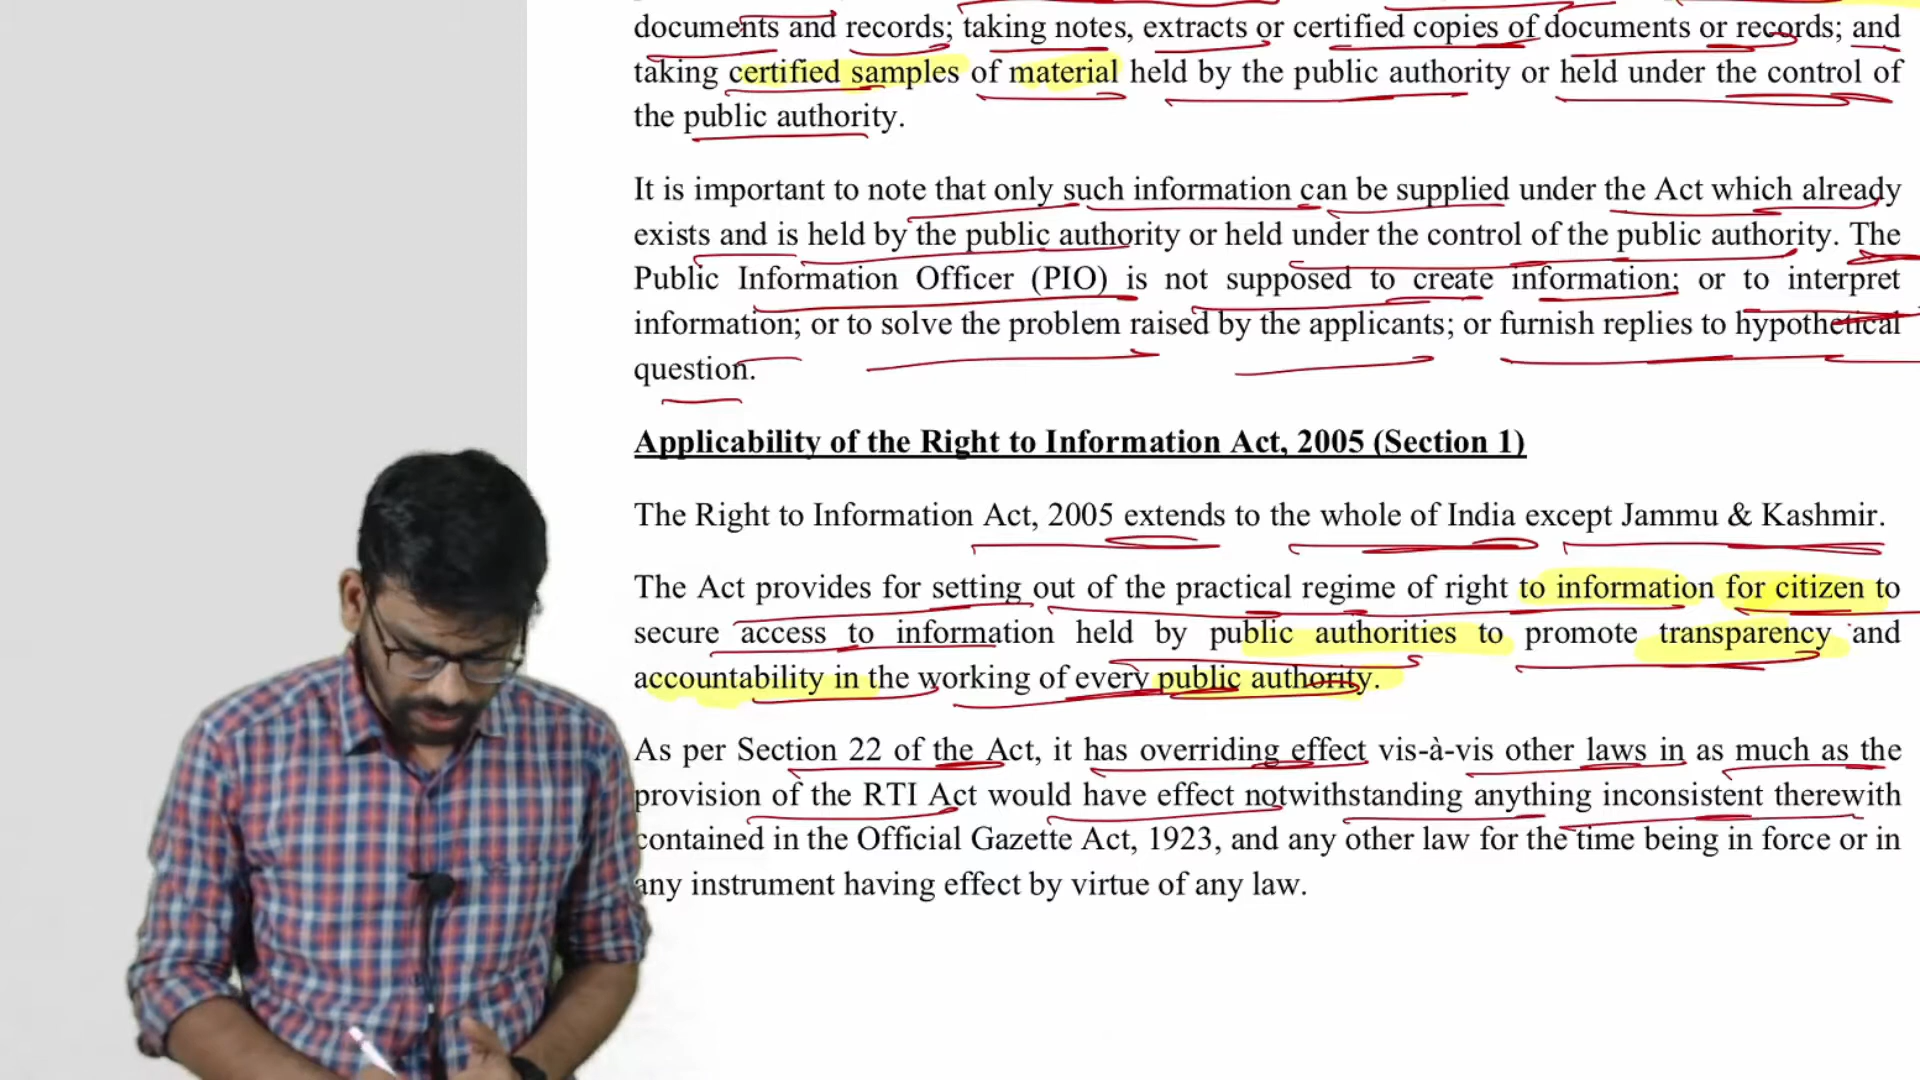 documents and records; taking notes, extracts or certified copies of documents or records; and
taking certified samples of material held by the public authority or held under the control of
the public authority.
It is important to note that only such information can be supplied under the Act which already
exists and is held by the public authority or held under the control of the public authority. The
Public Information Officer (PIO) is not supposed to create information; or to interpret
information; or to solve the problem raised by the applicants; or furnish replies to hypothetical
question.
Applicability of the Right to Information Act, 2005 (Section 1)
The Right to Information Act, 2005 extends to the whole of India except Jammu & Kashmir.
The Act provides for setting out of the practical regime of right to information for citizen to
secure access to information held by public authorities to promote transparency and
accountability in the working of every public authority.
As per Section 22 of the Act, it has overriding effect vis-à-vis other laws in as much as the
provision of the RTI Act would have effect notwithstanding anything inconsistent therewith
contained in the Official Gazette Act, 1923, and any other law for the time being in force or in
any instrument having effect by virtue of any law.